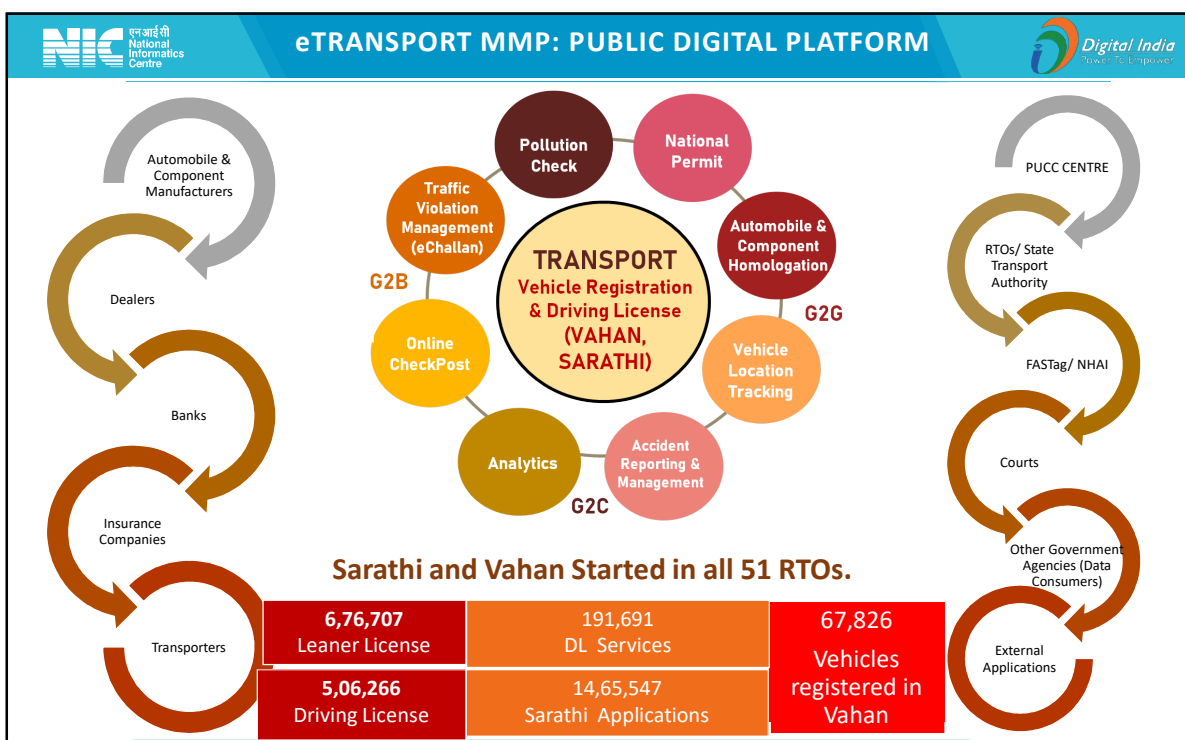 NIC
एन आई सी
National
Informatics
Centre
eTRANSPORT MMP: PUBLIC DIGITAL PLATFORM
Digital India
Power To Empower
Automobile &
Component
Manufacturers
Dealers
Banks
Insurance
Companies
Transporters
Pollution
Check
National
Permit
Traffic
Violation
Management
(eChallan)
Automobile &
Component
Homologation
G2B
TRANSPORT
Vehicle Registration
& Driving License
(VAHAN,
SARATHI)
G2G
Online
CheckPost
Vehicle
Location
Tracking
Analytics
Accident
Reporting &
Management
G2C
PUCC CENTRE
RTOs/ State
Transport
Authority
FASTag/ NHAI
Courts
Other Government
Agencies (Data
Consumers)
External
Applications
Sarathi and Vahan Started in all 51 RTOs.
6,76,707
Leaner License
191,691
DL Services
67,826
Vehicles
registered in
Vahan
5,06,266
Driving License
14,65,547
Sarathi Applications